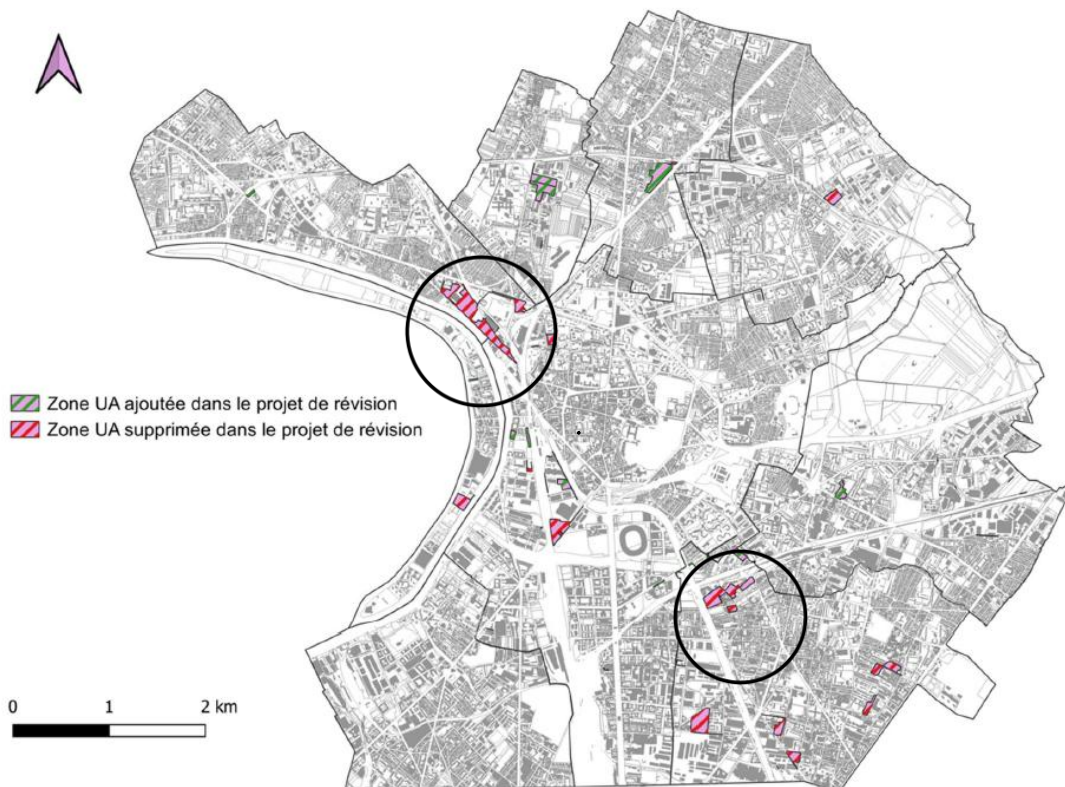 Zone UA ajoutée dans le projet de révision
Zone UA supprimée dans le projet de révision
0 1 2 km